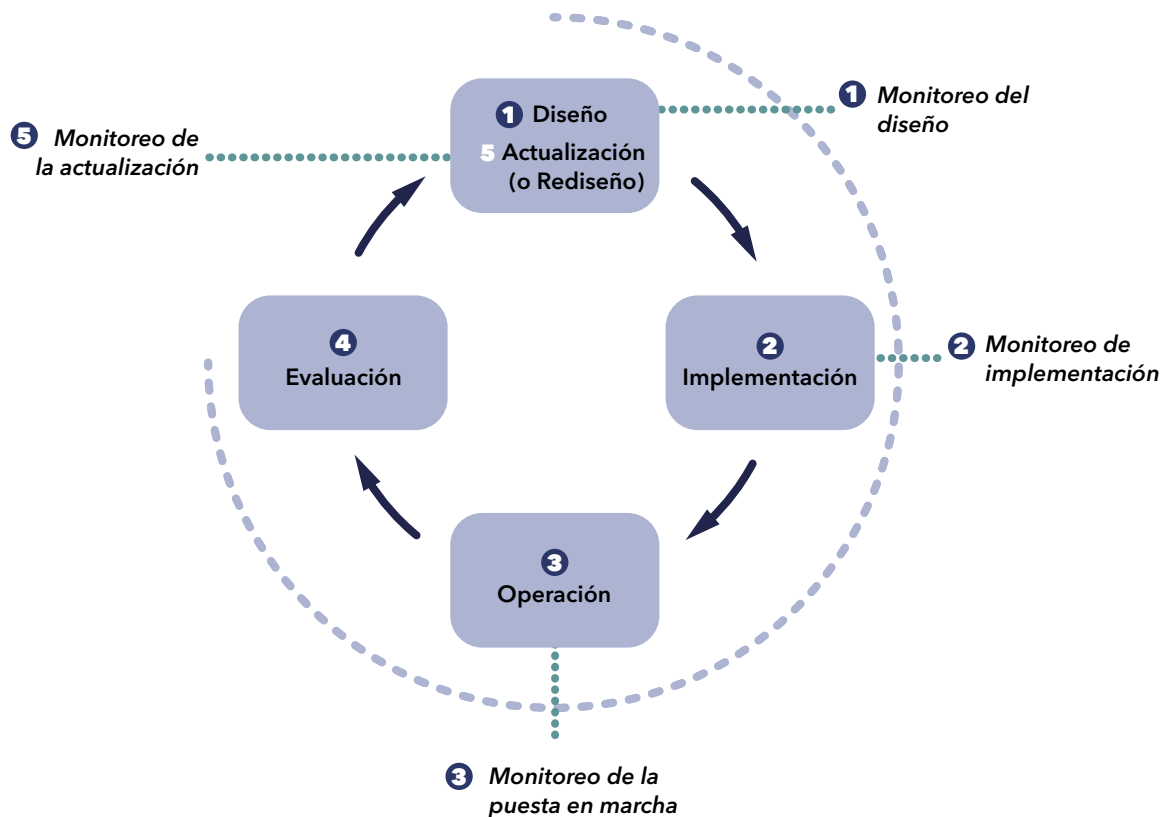 1 Diseño
5 Actualización
(o Rediseño)
1 Monitoreo del
diseño
5 Monitoreo de
la actualización
4
Evaluación
2
Implementación
2 Monitoreo de
implementación
3
Operación
3 Monitoreo de la
puesta en marcha